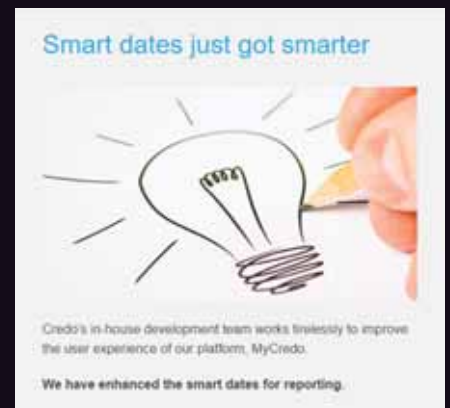 Smart dates just got smarter
Credo's in-house development team works tirelessly to improve
the user experience of our platform, MyCredo.
We have enhanced the smart dates for reporting.